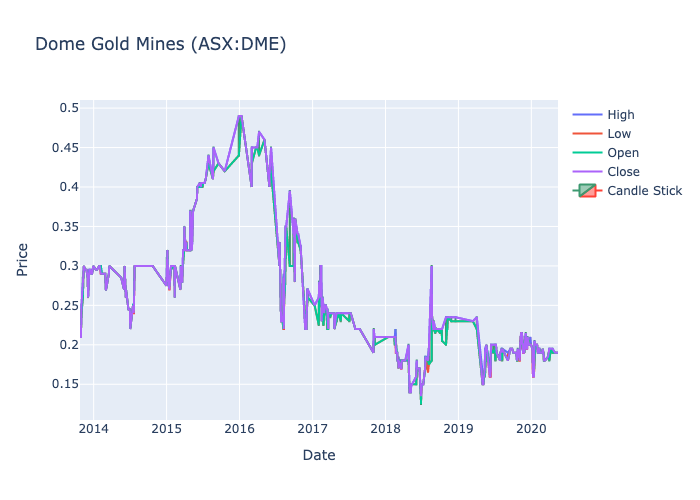 Dome Gold Mines (ASX:DME)
0.5
0.45
0.4
0.35
0.3
0.25
0.2
0.15
Price
2014 2015 2016 2017 2018 2019 2020
Date
High
Low
Open
Close
Candle Stick